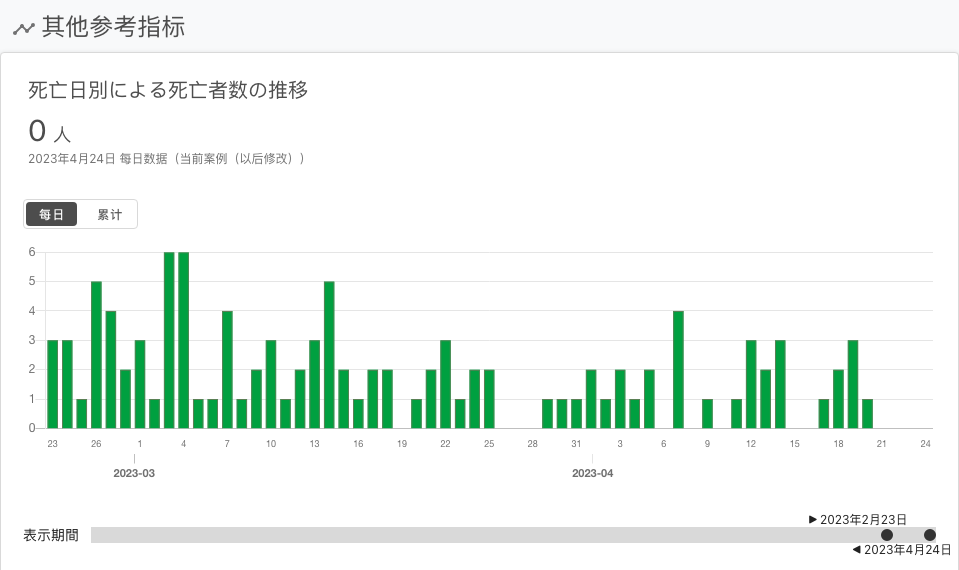 其他参考指标
死亡日別による死亡者数の推移
0 人
2023年4月24日 每日数据（当前案例（以后修改））
每日 累计
6
5
4
3
2
1
0
23 26 1 4 7 10 13 16 19 22 25 28 31 3 6 9 12 15 18 21 24
2023-03 2023-04
2023年2月23日
表示期間
2023年4月24日